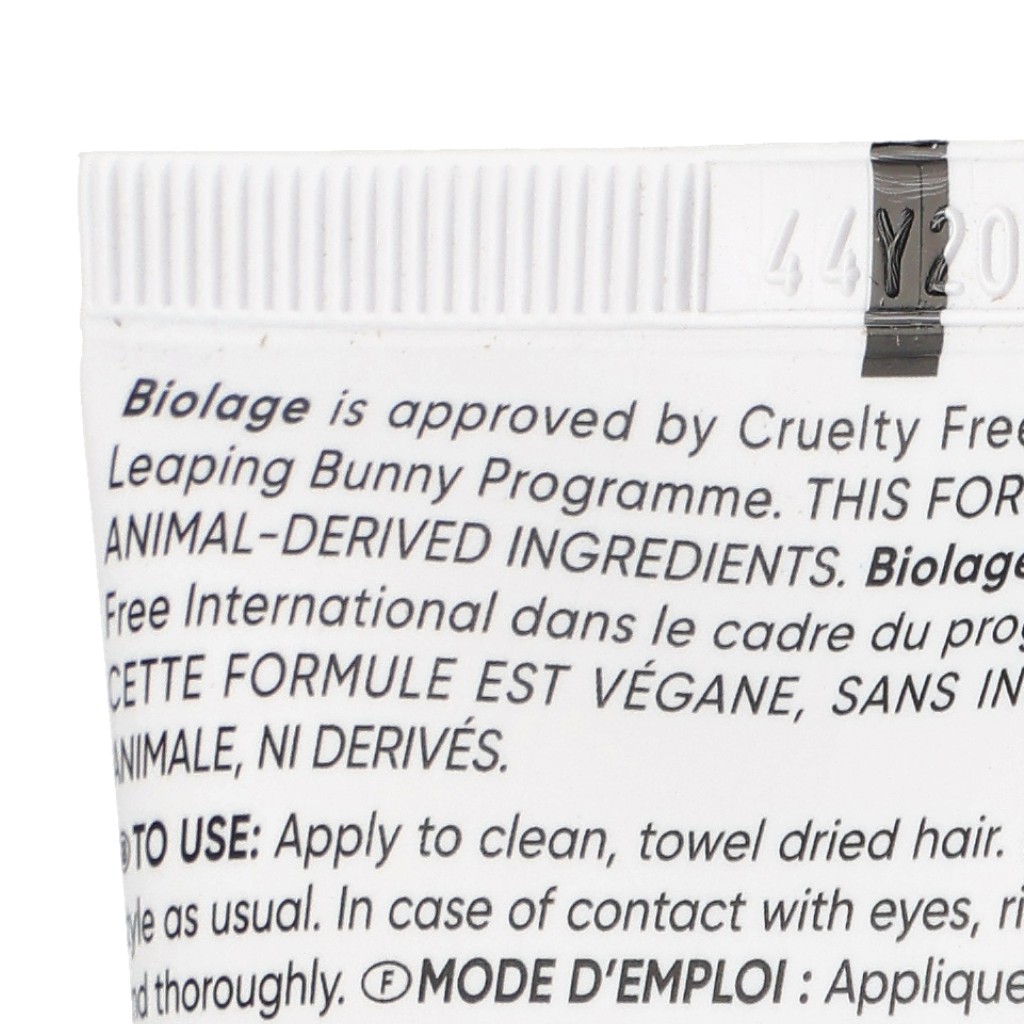 44Y20
Biolage is approved by Cruelty Free
Leaping Bunny Programme. THIS FOR
ANIMAL-DERIVED INGREDIENTS. Biolage
Free International dans le cadre du prog
CETTE FORMULE EST VÉGANE, SANS IN
ANIMALE, NI DERIVÉS.
TO USE: Apply to clean, towel dried hair.
yle as usual. In case of contact with eyes, ri
d thoroughly. Ⓕ MODE D'EMPLOI : Applique